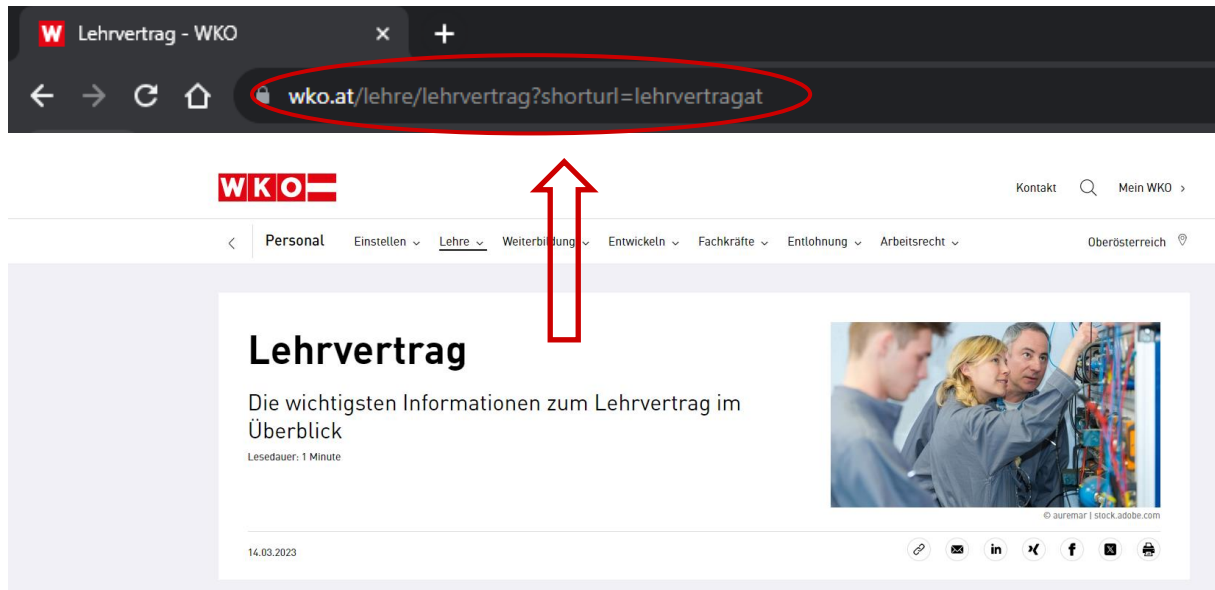 W Lehrvertrag - WKO
wko.at/lehre/lehrvertrag?shorturl=lehrvertragat
WKO
Kontakt Mein WKO >
Personal Einstellen Lehre Weiterbildung Entwickeln Fachkräfte Entlohnung Arbeitsrecht Oberösterreich
Lehrvertrag
Die wichtigsten Informationen zum Lehrvertrag im
Überblick
Lesedauer: 1 Minute
© auremar | stock.adobe.com
14.03.2023